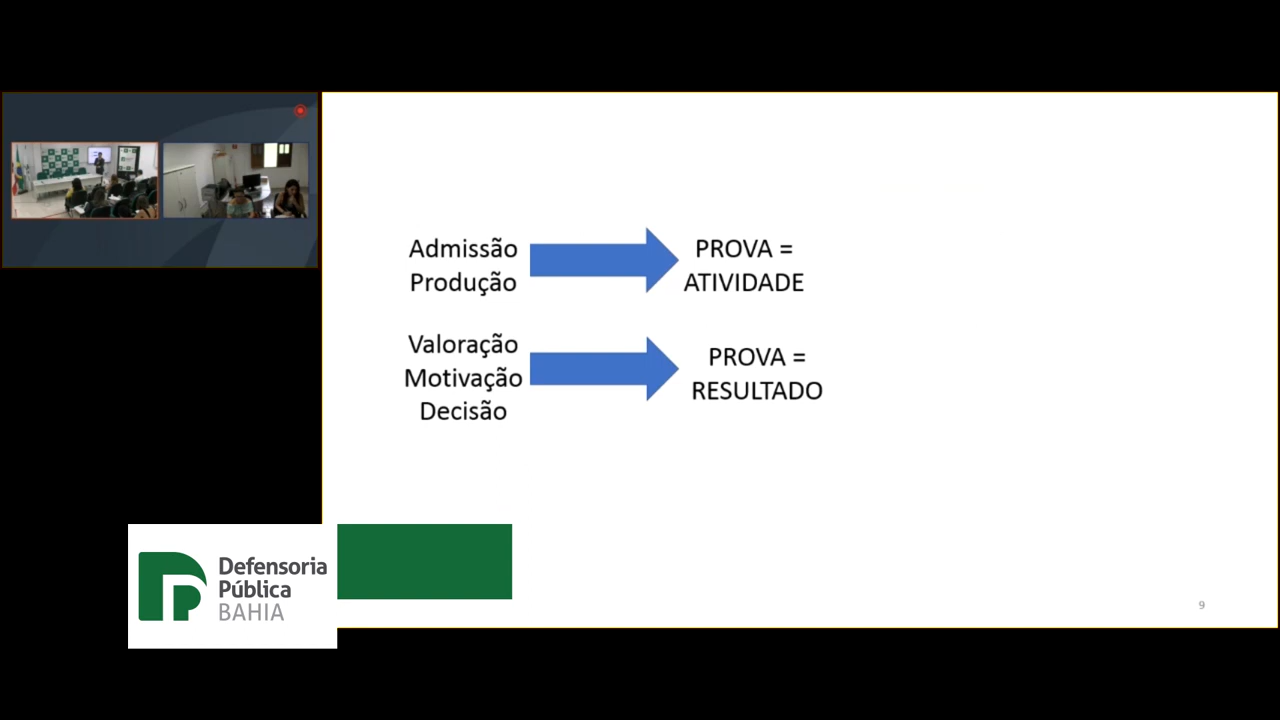 Admissão
Produção
PROVA =
ATIVIDADE
Valoração
Motivação
Decisão
PROVA =
RESULTADO
Defensoria
Pública
BAHIA
9